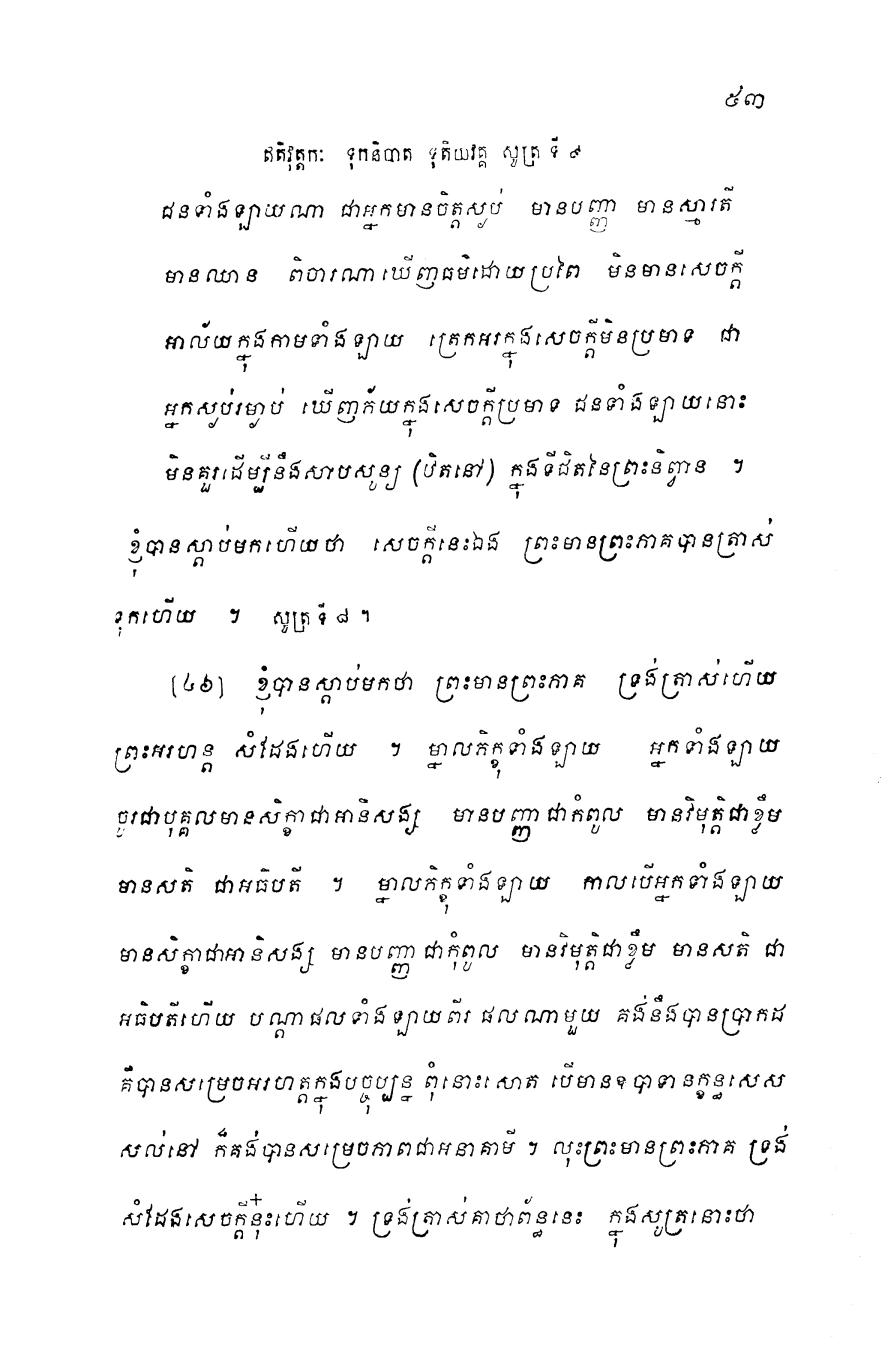 ៥៣
ឥតិវុត្តកៈ ទុកនិបាត ទុតិយវគ្គ សូត្រ ទី ៩
ជនទាំងឡាយណា ជាអ្នកមានចិត្តស្ងប់ មានបញ្ញា មានស្មារតី
មានឈាន ពិចារណាឃើញធម៌ដោយប្រពៃ មិនមានសេចក្តី
អាល័យក្នុងកាមទាំងឡាយ ត្រេកអរក្នុងសេចក្តីមិនប្រមាទ ជា
អ្នកស្ងប់រម្ងាប់ ឃើញភ័យក្នុងសេចក្តីប្រមាទ ជនទាំងឡាយនោះ
មិនគួរដើម្បីនឹងសាបសូន្យ (ឋិតនៅ) ក្នុងទីជិតនៃព្រះនិព្វាន ។
ខ្ញុំបានស្តាប់មកហើយថា សេចក្តីនេះឯង ព្រះមានព្រះភាគបានត្រាស់
ទុកហើយ ។ សូត្រ ទី ៨ ។
(៤៦) ខ្ញុំបានស្តាប់មកថា ព្រះមានព្រះភាគ ទ្រង់ត្រាស់ហើយ
ព្រះអរហន្ត សំដែងហើយ ។ ម្នាលភិក្ខុទាំងឡាយ អ្នកទាំងឡាយ
ចូរជាបុគ្គលមានសិក្ខាជាអានិសង្ស មានបញ្ញាជាកំពូល មានវិមុត្តិជាខ្លឹម
មានសតិ ជាអធិបតី ។ ម្នាលភិក្ខុទាំងឡាយ កាលបើអ្នកទាំងឡាយ
មានសិក្ខាជាអានិសង្ស មានបញ្ញាជាកំពូល មានវិមុត្តិជាខ្លឹម មានសតិ ជា
អធិបតីហើយ បណ្តាផលទាំងឡាយពីរ ផលណាមួយ គង់នឹងបានប្រាកដ
គឺបានសម្រេចអរហត្តក្នុងបច្ចុប្បន្ន ពុំនោះសោត បើមានឧបាទានក្ខន្ធសេស
សល់នៅ ក៏គង់បានសម្រេចភាពជាអនាគាមី ។ លុះព្រះមានព្រះភាគ ទ្រង់
សំដែងសេចក្តីនុ៎ះហើយ ។ ទ្រង់ត្រាស់គាថាព័ន្ធនេះ ក្នុងសូត្រនោះថា